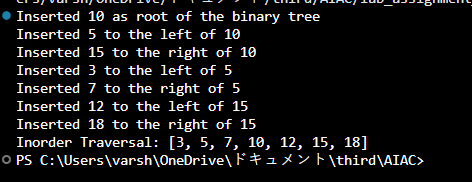 Inserted 10 as root of the binary tree
Inserted 5 to the left of 10
Inserted 15 to the right of 10
Inserted 3 to the left of 5
Inserted 7 to the right of 5
Inserted 12 to the left of 15
Inserted 18 to the right of 15
Inorder Traversal: [3, 5, 7, 10, 12, 15, 18]
PS C:\Users\varsh\OneDrive\ドキュメント\third\AIAC>